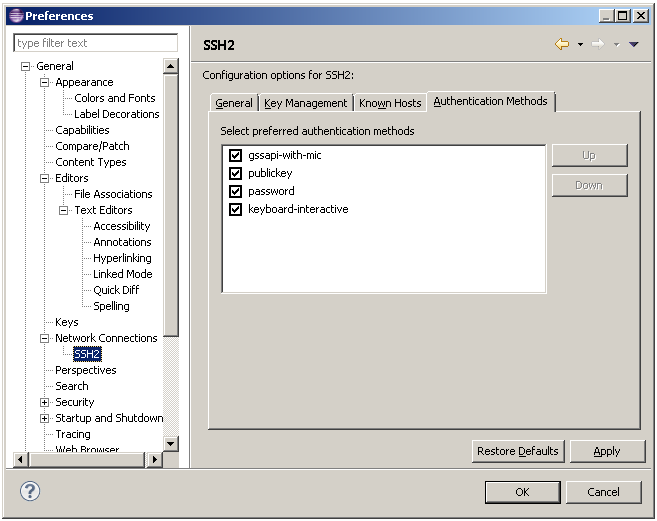 Preferences
type filter text
General
Appearance
Colors and Fonts
Label Decorations
Capabilities
Compare/Patch
Content Types
Editors
File Associations
Text Editors
Accessibility
Annotations
Hyperlinking
Linked Mode
Quick Diff
Spelling
Keys
Network Connections
SSH2
Perspectives
Search
Security
Startup and Shutdown
Tracing
Web Browser
SSH2
Configuration options for SSH2:
General Key Management Known Hosts Authentication Methods
Select preferred authentication methods
gssapi-with-mic
publickey
password
keyboard-interactive
Up
Down
Restore Defaults Apply
? OK Cancel